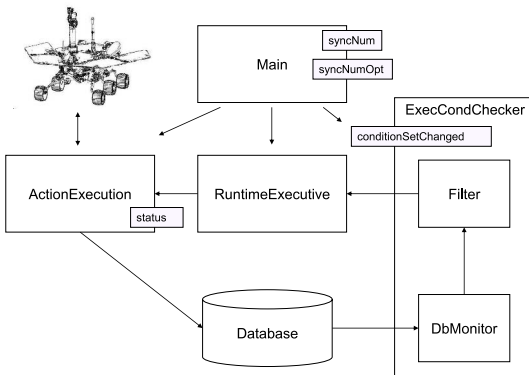 syncNum
Main
syncNumOpt
ExecCondChecker
conditionSetChanged
ActionExecution
RuntimeExecutive
Filter
status
Database
DbMonitor